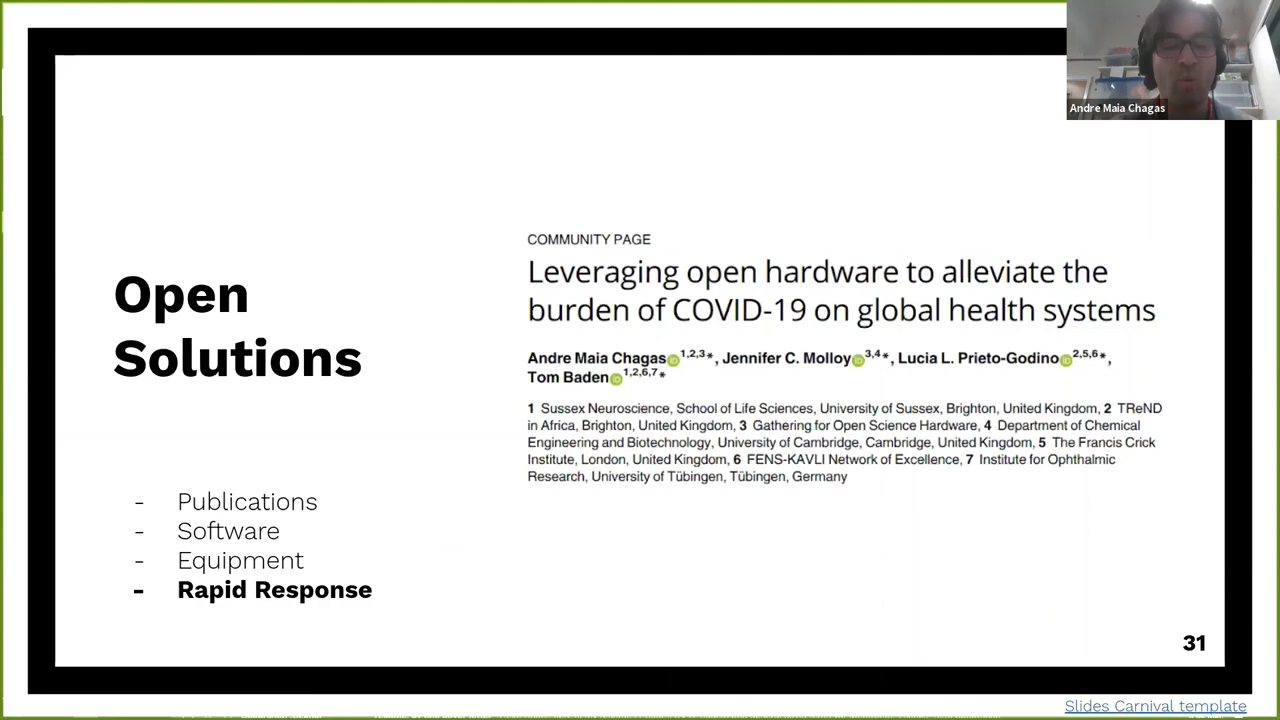 Andre Maia Chagas
Open
Solutions
- Publications
- Software
- Equipment
- Rapid Response
COMMUNITY PAGE
Leveraging open hardware to alleviate the
burden of COVID-19 on global health systems
Andre Maia Chagas 1,2,3*, Jennifer C. Molloy 3,4*, Lucia L. Prieto-Godino 2,5,6*,
Tom Baden 1,2,6,7*
1 Sussex Neuroscience, School of Life Sciences, University of Sussex, Brighton, United Kingdom, 2 TReND
in Africa, Brighton, United Kingdom, 3 Gathering for Open Science Hardware, 4 Department of Chemical
Engineering and Biotechnology, University of Cambridge, Cambridge, United Kingdom, 5 The Francis Crick
Institute, London, United Kingdom, 6 FENS-KAVLI Network of Excellence, 7 Institute for Ophthalmic
Research, University of Tübingen, Tübingen, Germany
31
Slides Carnival template